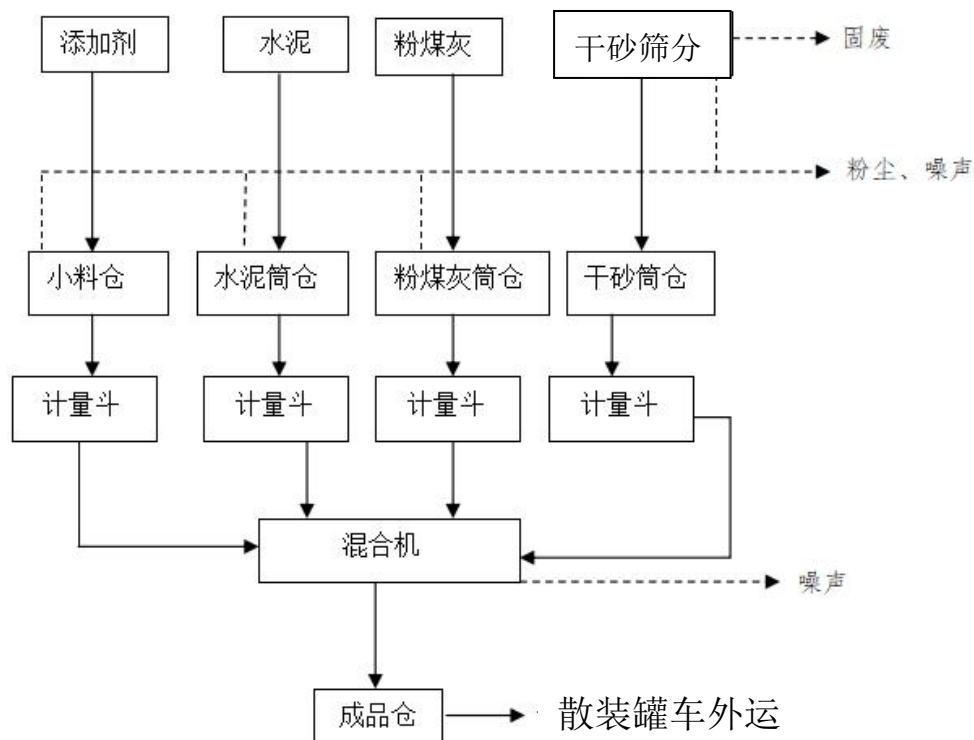 添加剂
水泥
粉煤灰
干砂筛分
固废
粉尘、噪声
小料仓
水泥筒仓
粉煤灰筒仓
干砂筒仓
计量斗
计量斗
计量斗
计量斗
混合机
噪声
成品仓
散装罐车外运